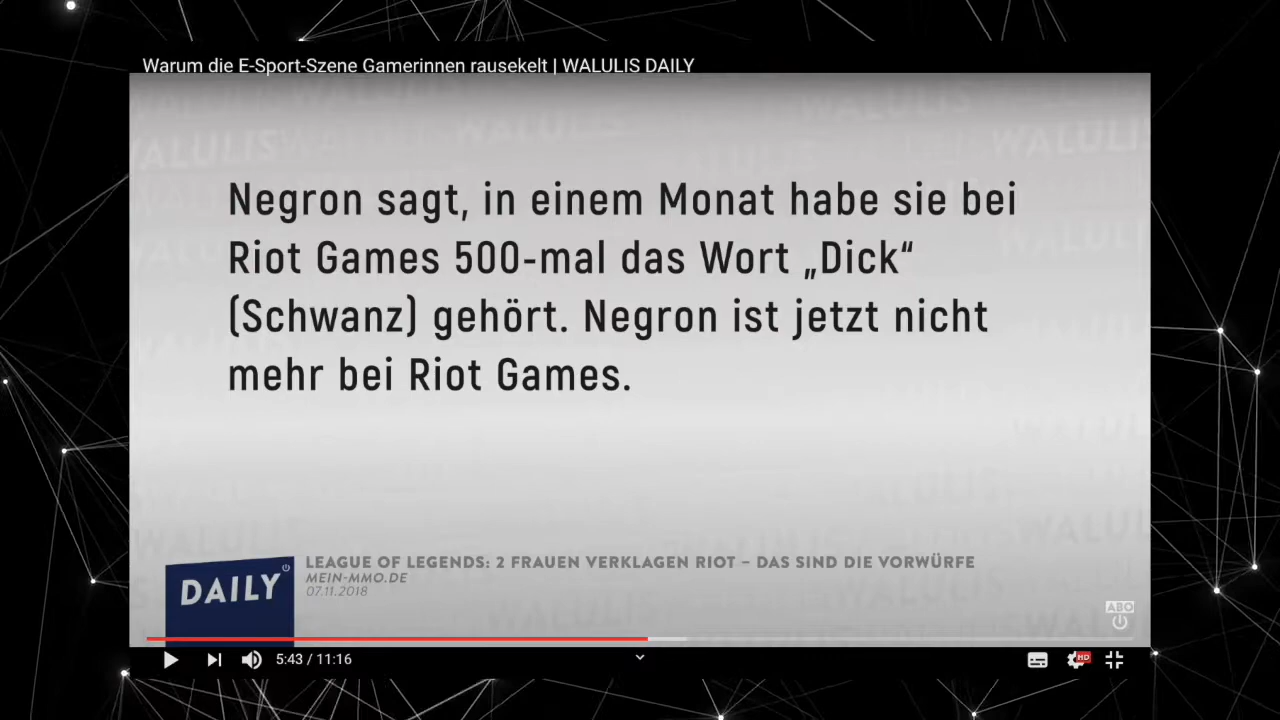 Warum die E-Sport-Szene Gamerinnen rausekelt | WALULIS DAILY
Negron sagt, in einem Monat habe sie bei
Riot Games 500-mal das Wort „Dick“
(Schwanz) gehört. Negron ist jetzt nicht
mehr bei Riot Games.
DAILY
LEAGUE OF LEGENDS: 2 FRAUEN VERKLAGEN RIOT – DAS SIND DIE VORWÜRFE
MEIN-MMO.DE
07.11.2018
ABO
5:43 / 11:16
HD